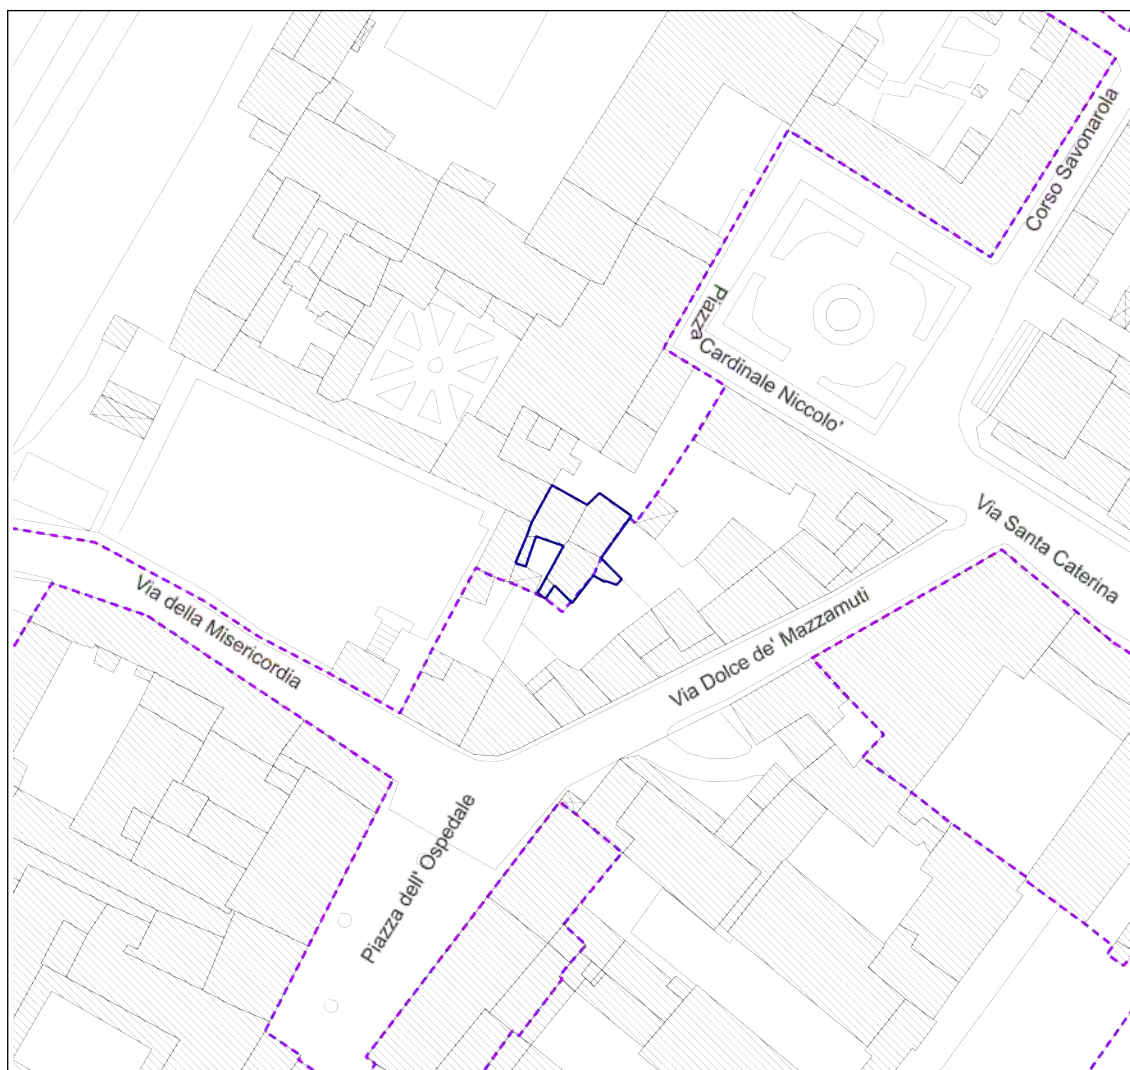 Corso Savonarola
Piazza
Cardinale Niccolo'
Via Santa Caterina
Via della Misericordia
Via Dolce de' Mazzamuti
Piazza dell' Ospedale